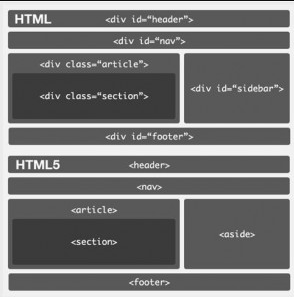 HTML <div id=“header”>
<div id=“nav”>
<div class=“article”>
<div class=“section”>
<div id=“sidebar”>
<div id=“footer”>
HTML5 <header>
<nav>
<article>
<section>
<aside>
<footer>